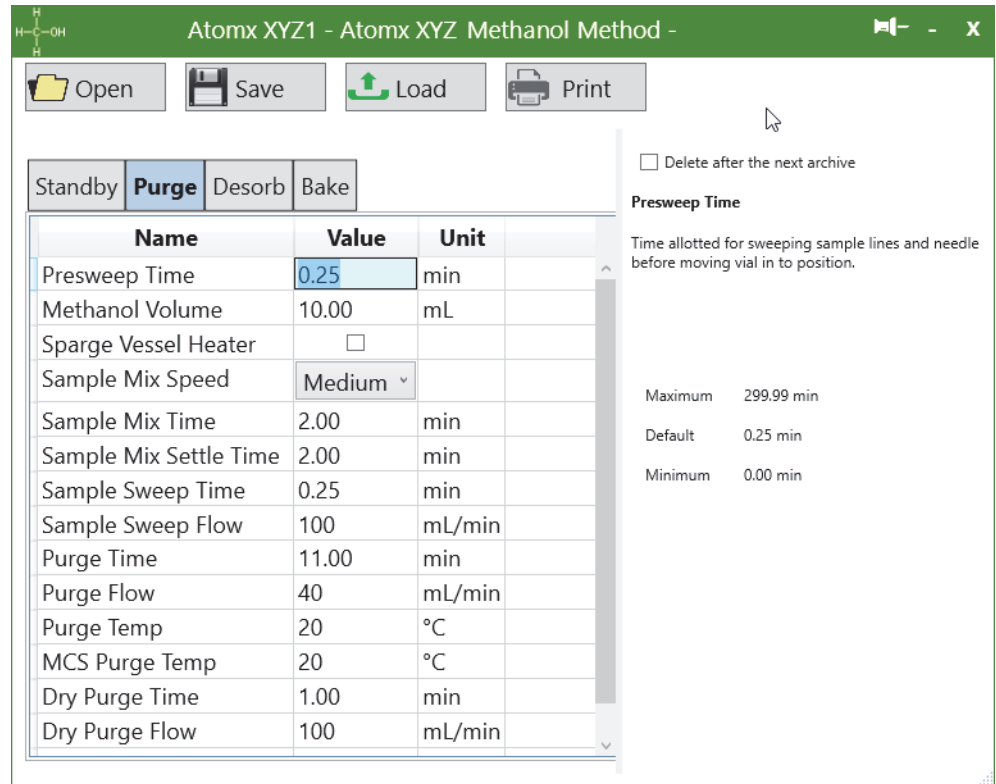 H
H-C-OH
H
Atomx XYZ1 - Atomx XYZ Methanol Method -
- X
Open Save Load Print
Delete after the next archive
Standby Purge Desorb Bake
Presweep Time
Name Value Unit
Time allotted for sweeping sample lines and needle
before moving vial in to position.
Presweep Time 0.25 min
Methanol Volume 10.00 mL
Sparge Vessel Heater
Sample Mix Speed Medium
Sample Mix Time 2.00 min
Sample Mix Settle Time 2.00 min
Sample Sweep Time 0.25 min
Sample Sweep Flow 100 mL/min
Purge Time 11.00 min
Purge Flow 40 mL/min
Purge Temp 20 °C
MCS Purge Temp 20 °C
Dry Purge Time 1.00 min
Dry Purge Flow 100 mL/min
Maximum 299.99 min
Default 0.25 min
Minimum 0.00 min